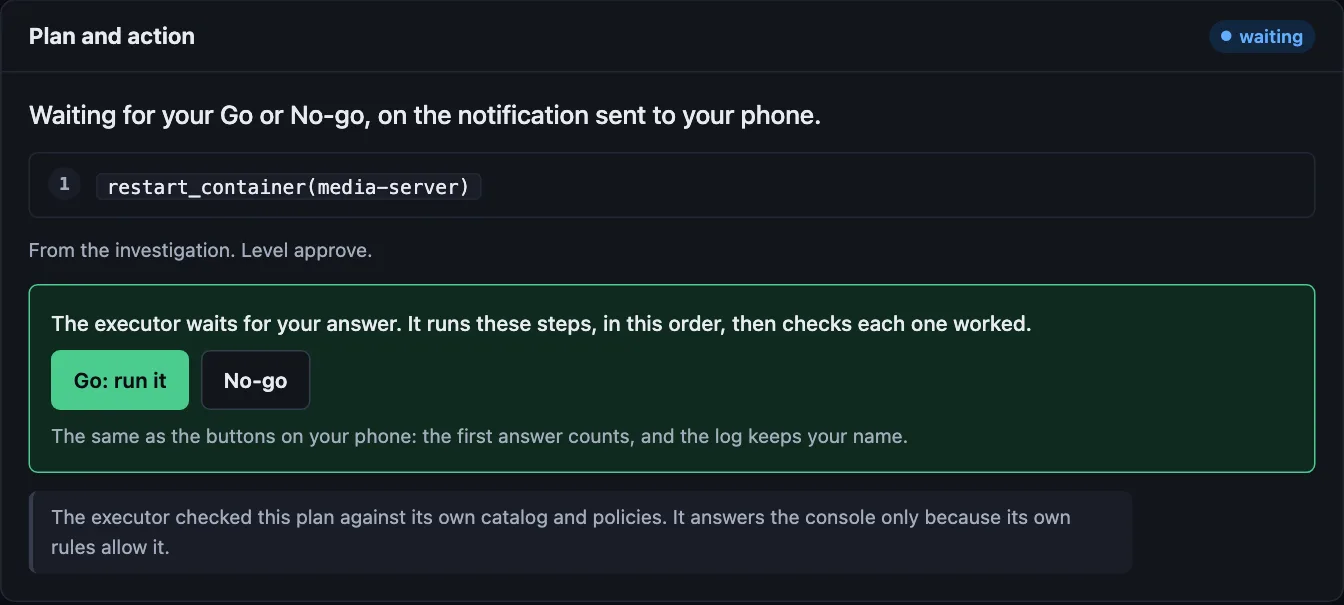 Plan and action
waiting
Waiting for your Go or No-go, on the notification sent to your phone.
1
restart_container(media-server)
From the investigation. Level approve.
The executor waits for your answer. It runs these steps, in this order, then checks each one worked.
Go: run it
No-go
The same as the buttons on your phone: the first answer counts, and the log keeps your name.
The executor checked this plan against its own catalog and policies. It answers the console only because its own
rules allow it.